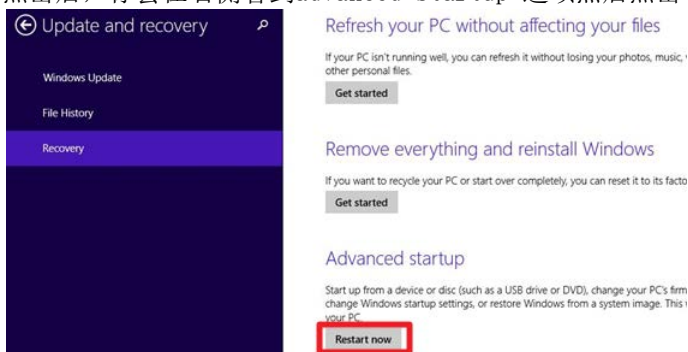 advanced startup
Update and recovery
Windows Update
File History
Recovery
Refresh your PC without affecting your files
If your PC isn't running well, you can refresh it without losing your photos, music,
other personal files.
Get started
Remove everything and reinstall Windows
If you want to recycle your PC or start over completely, you can reset it to its facto
Get started
Advanced startup
Start up from a device or disc (such as a USB drive or DVD), change your PC's firm
change Windows startup settings, or restore Windows from a system image. This
your PC.
Restart now